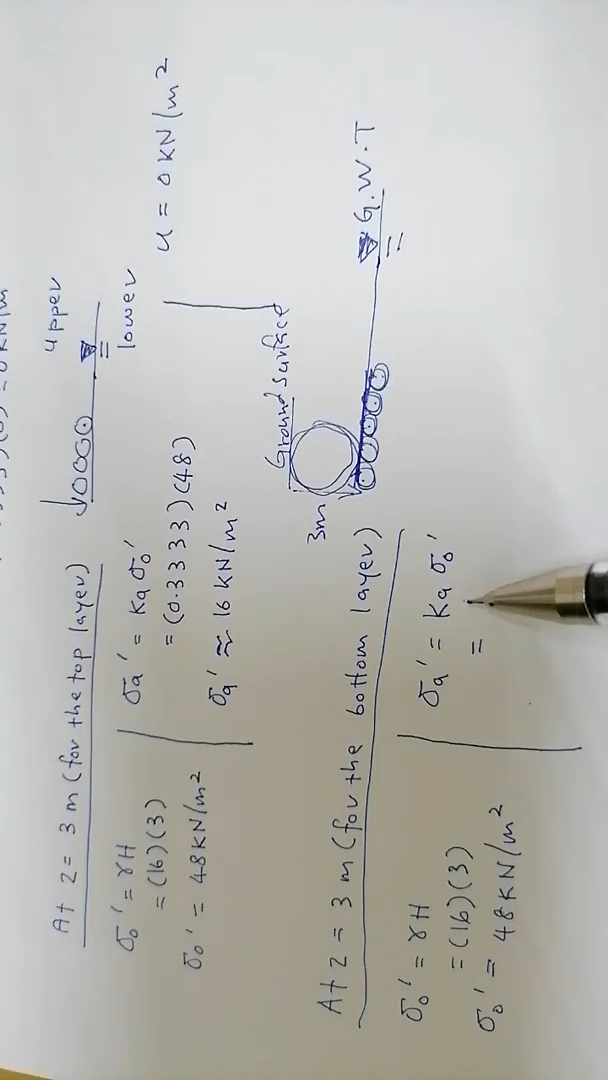 At z = 3 m (for the top layer)
upper
lower
σo' = γH
= (16)(3)
σo' = 48 KN/m²
σa' = Ka σo'
= (0.3333)(48)
σa' ≈ 16 KN/m²
u = 0 KN/m²
Ground surface
3m
G.W.T
At z = 3 m (for the bottom layer)
σo' = γH
= (16)(3)
σo' = 48 KN/m²
σa' = Ka σo'
=